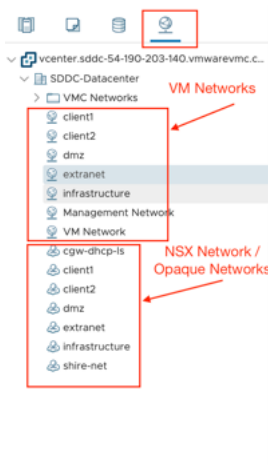 vcenter.sddc-54-190-203-140.vmwarevmc.c...
SDDC-Datacenter
VMC Networks
VM Networks
client1
client2
dmz
extranet
infrastructure
Management Network
VM Network
cgw-dhcp-ls
NSX Network /
Opaque Networks
client1
client2
dmz
extranet
infrastructure
shire-net